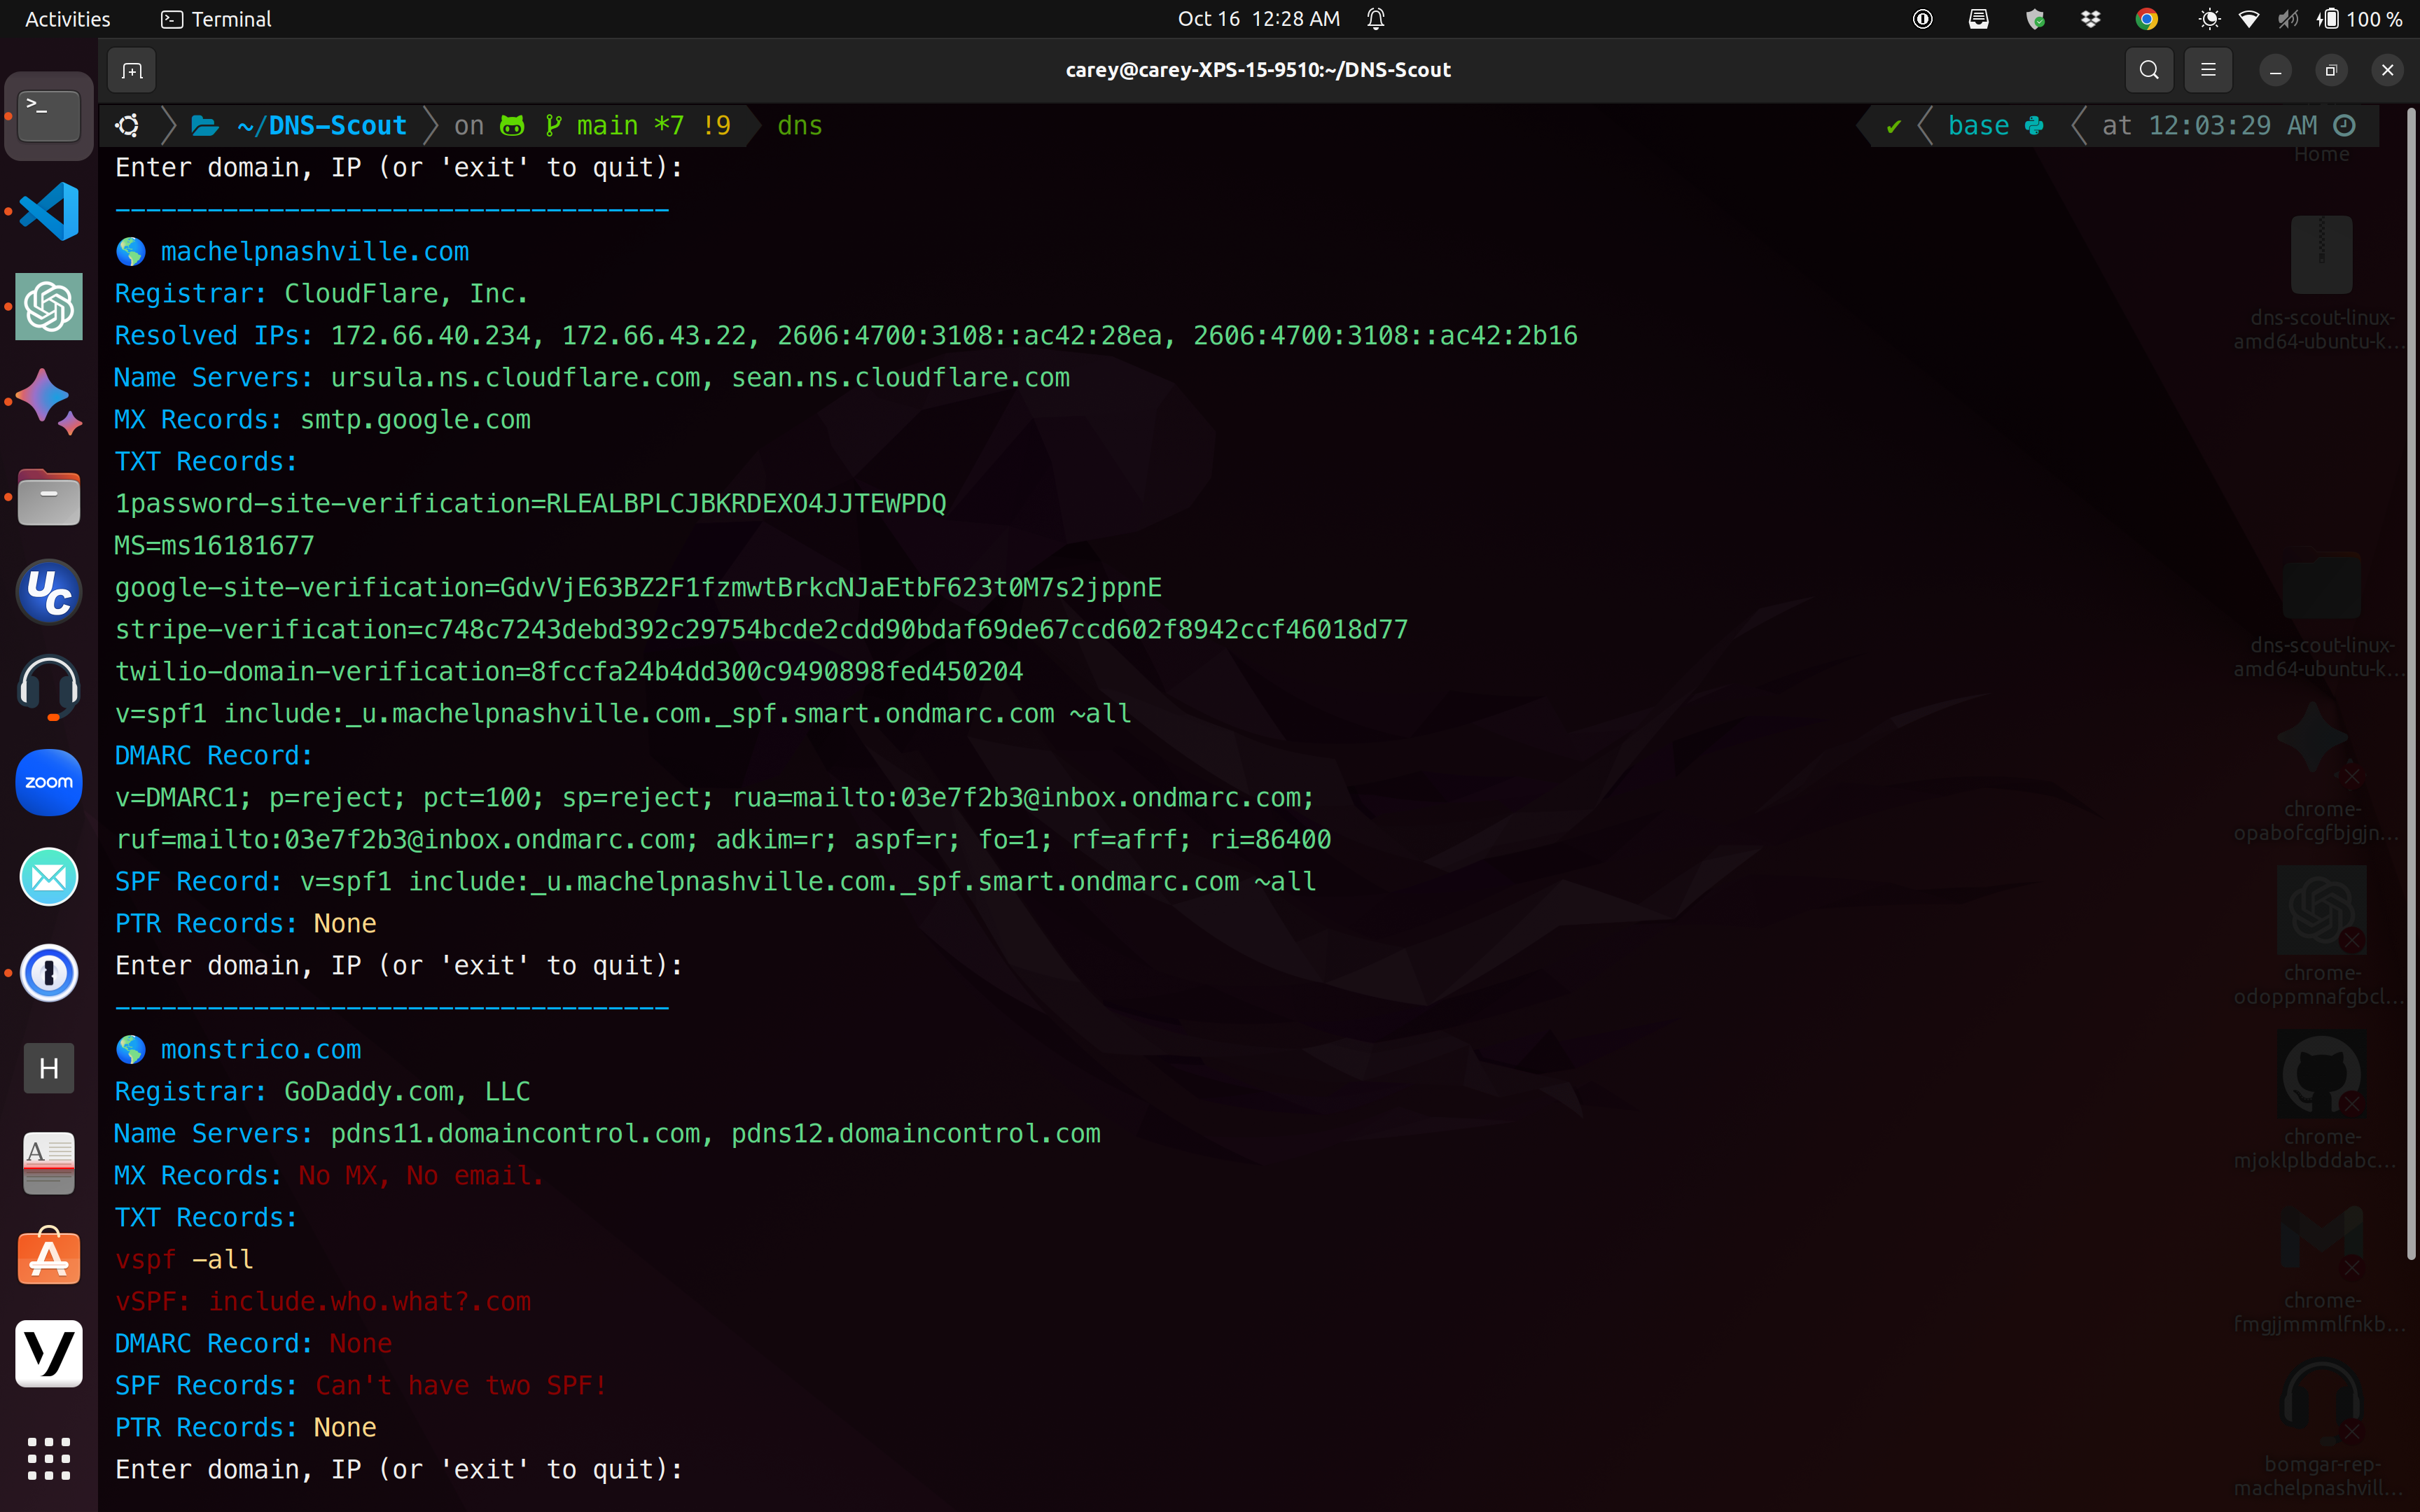 Activities Terminal Oct 16 12:28 AM 100 %
carey@carey-XPS-15-9510:~/DNS-Scout
~/DNS-Scout on main *7 !9 dns ✔ base at 12:03:29 AM
Home
Enter domain, IP (or 'exit' to quit):
------------------------------------
machelpnashville.com
Registrar: CloudFlare, Inc.
Resolved IPs: 172.66.40.234, 172.66.43.22, 2606:4700:3108::ac42:28ea, 2606:4700:3108::ac42:2b16
Name Servers: ursula.ns.cloudflare.com, sean.ns.cloudflare.com
MX Records: smtp.google.com
TXT Records:
1password-site-verification=RLEALBPLCJBKRDEXO4JJTEWPDQ
MS=ms16181677
google-site-verification=GdvVjE63BZ2F1fzmwtBrkcNJaEtbF623t0M7s2jppnE
stripe-verification=c748c7243debd392c29754bcde2cdd90bdaf69de67ccd602f8942ccf46018d77
twilio-domain-verification=8fccfa24b4dd300c9490898fed450204
v=spf1 include:_u.machelpnashville.com._spf.smart.ondmarc.com ~all
DMARC Record:
v=DMARC1; p=reject; pct=100; sp=reject; rua=mailto:03e7f2b3@inbox.ondmarc.com;
ruf=mailto:03e7f2b3@inbox.ondmarc.com; adkim=r; aspf=r; fo=1; rf=afrf; ri=86400
SPF Record: v=spf1 include:_u.machelpnashville.com._spf.smart.ondmarc.com ~all
PTR Records: None
Enter domain, IP (or 'exit' to quit):
------------------------------------
monstrico.com
Registrar: GoDaddy.com, LLC
Name Servers: pdns11.domaincontrol.com, pdns12.domaincontrol.com
MX Records: No MX, No email.
TXT Records:
vspf -all
vSPF: include.who.what?.com
DMARC Record: None
SPF Records: Can't have two SPF!
PTR Records: None
Enter domain, IP (or 'exit' to quit):
dns-scout-linux-
amd64-ubuntu-k...
dns-scout-linux-
amd64-ubuntu-k...
chrome-
opabofcgfbjgjn...
chrome-
odoppmnafgbcl...
chrome-
mjoklplbddabc...
chrome-
fmgjjmmmlfnkb...
bomgar-rep-
machelpnashvill...
UC
zoom
H
A